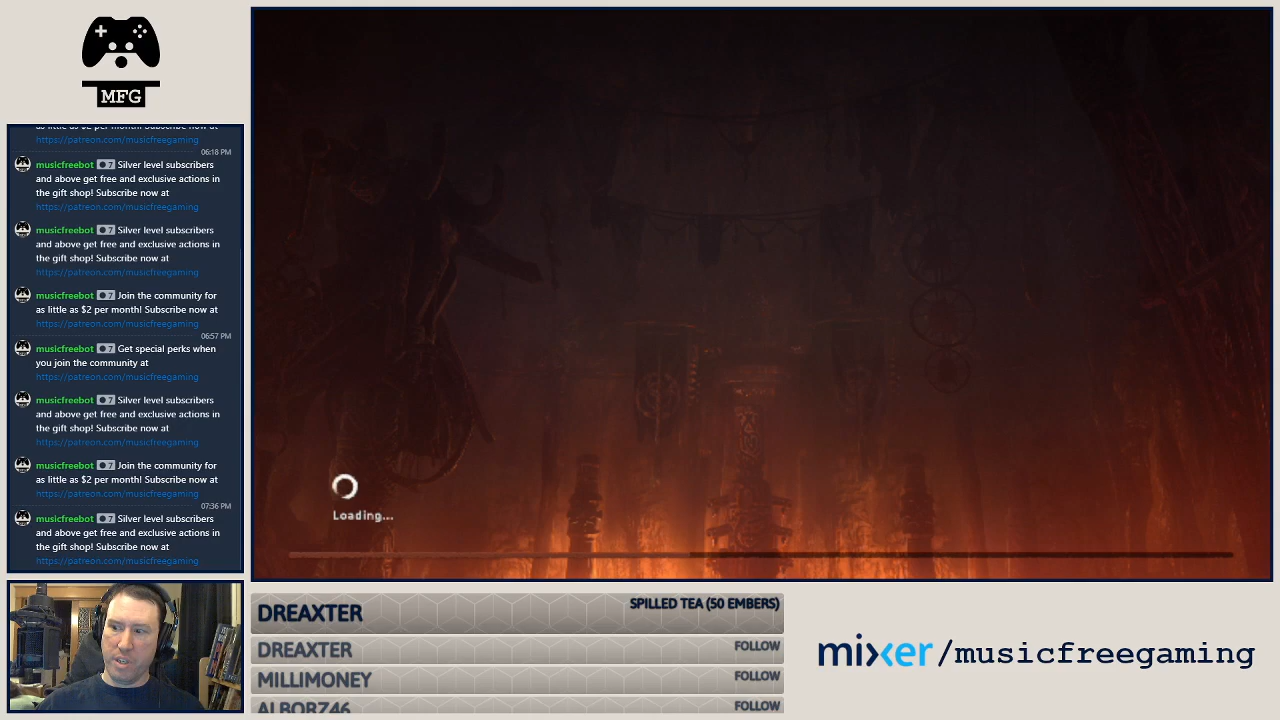 MFG
as little as $2 per month! Subscribe now at
https://patreon.com/musicfreegaming
06:18 PM
musicfreebot 7 Silver level subscribers
and above get free and exclusive actions in
the gift shop! Subscribe now at
https://patreon.com/musicfreegaming
musicfreebot 7 Silver level subscribers
and above get free and exclusive actions in
the gift shop! Subscribe now at
https://patreon.com/musicfreegaming
musicfreebot 7 Join the community for
as little as $2 per month! Subscribe now at
https://patreon.com/musicfreegaming
06:57 PM
musicfreebot 7 Get special perks when
you join the community at
https://patreon.com/musicfreegaming
musicfreebot 7 Silver level subscribers
and above get free and exclusive actions in
the gift shop! Subscribe now at
https://patreon.com/musicfreegaming
musicfreebot 7 Join the community for
as little as $2 per month! Subscribe now at
https://patreon.com/musicfreegaming
07:36 PM
musicfreebot 7 Silver level subscribers
and above get free and exclusive actions in
the gift shop! Subscribe now at
https://patreon.com/musicfreegaming
Loading...
DREAXTER SPILLED TEA (50 EMBERS)
DREAXTER FOLLOW
MILLIMONEY FOLLOW
ALBORZ46 FOLLOW
mixer/musicfreegaming